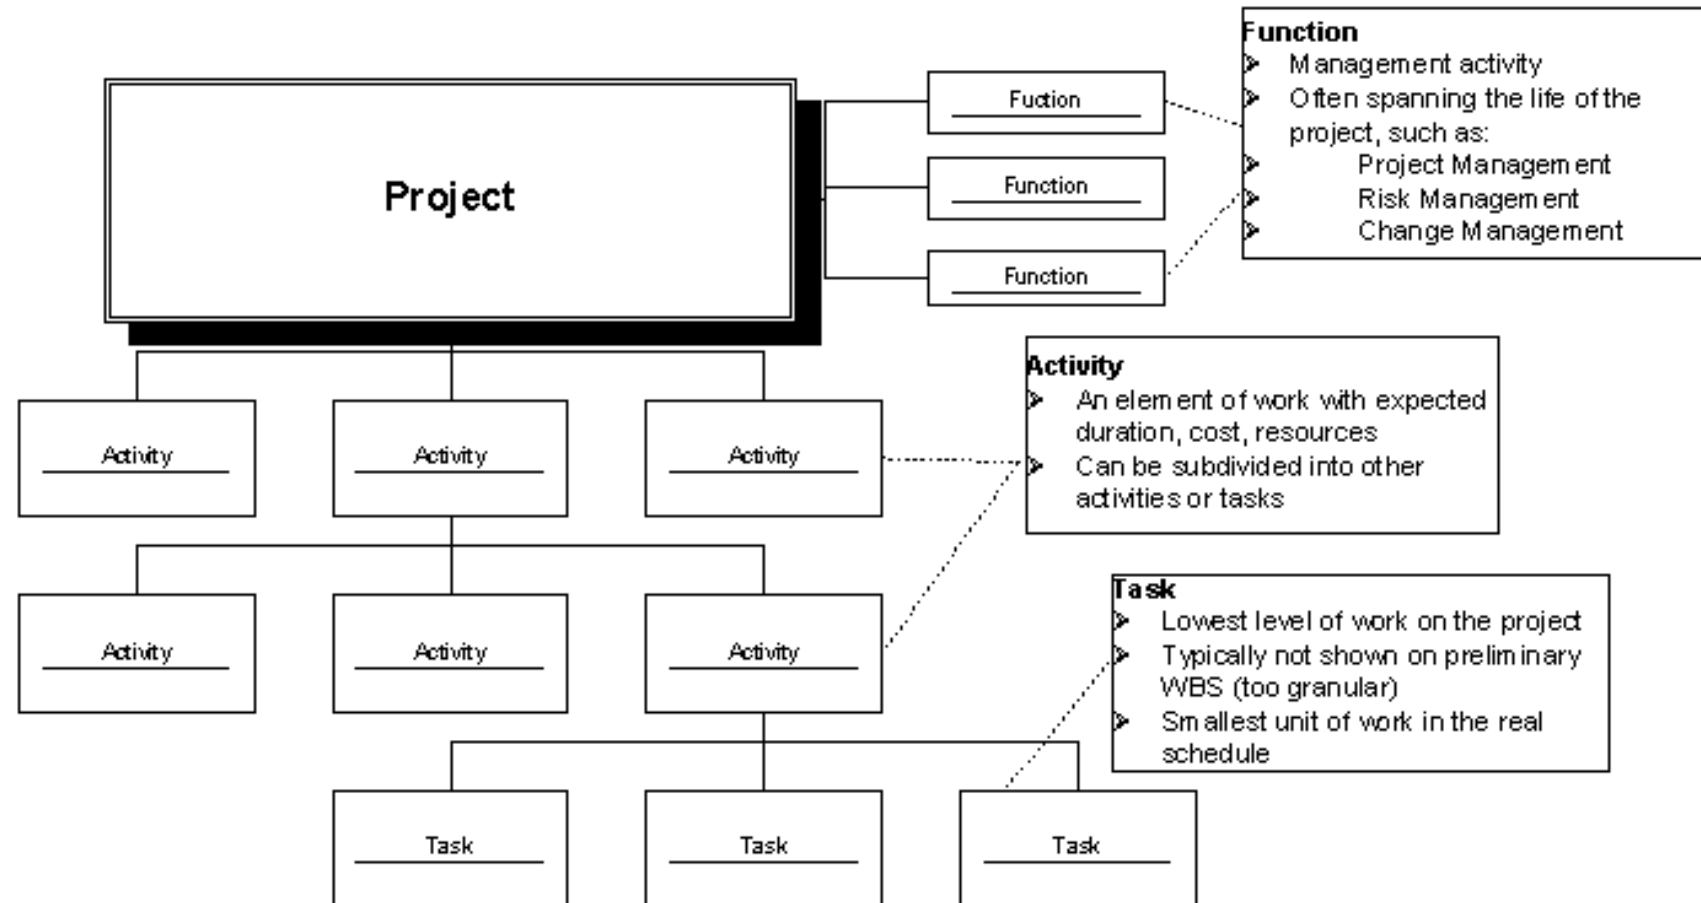 Project
Fuction
Function
Function
Function
Management activity
Often spanning the life of the
project, such as:
Project Management
Risk Management
Change Management
Activity
Activity
Activity
Activity
An element of work with expected
duration, cost, resources
Can be subdivided into other
activities or tasks
Activity
Activity
Activity
Task
Lowest level of work on the project
Typically not shown on preliminary
WBS (too granular)
Smallest unit of work in the real
schedule
Task
Task
Task